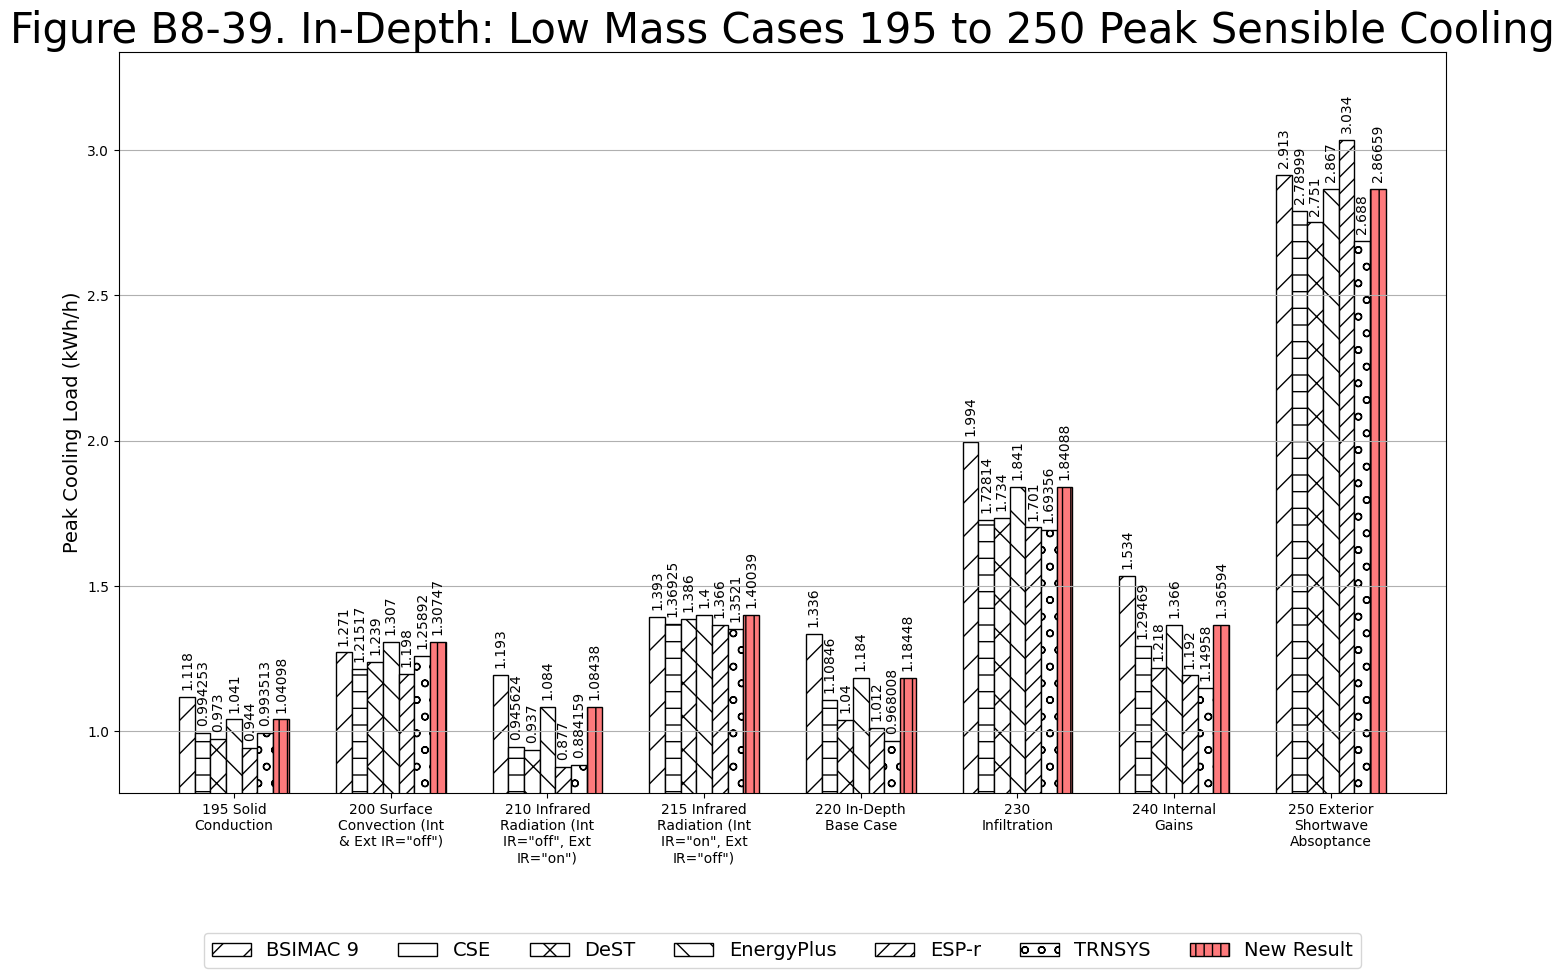 Figure B8-39. In-Depth: Low Mass Cases 195 to 250 Peak Sensible Cooling
Peak Cooling Load (kWh/h)
3.0
2.5
2.0
1.5
1.0
1.118
0.994253
0.973
1.041
0.944
0.993513
1.04098
1.271
1.21517
1.239
1.307
1.198
1.25892
1.30747
1.193
0.945624
0.937
1.084
0.877
0.884159
1.08438
1.393
1.36925
1.386
1.4
1.366
1.3521
1.40039
1.336
1.10846
1.04
1.184
1.012
0.968008
1.18448
1.994
1.72814
1.734
1.841
1.701
1.69356
1.84088
1.534
1.29469
1.218
1.366
1.192
1.14958
1.36594
2.913
2.78999
2.751
2.867
3.034
2.688
2.86659
195 Solid
Conduction
200 Surface
Convection (Int
& Ext IR="off")
210 Infrared
Radiation (Int
IR="off", Ext
IR="on")
215 Infrared
Radiation (Int
IR="on", Ext
IR="off")
220 In-Depth
Base Case
230
Infiltration
240 Internal
Gains
250 Exterior
Shortwave
Absoptance
BSIMAC 9
CSE
DeST
EnergyPlus
ESP-r
TRNSYS
New Result